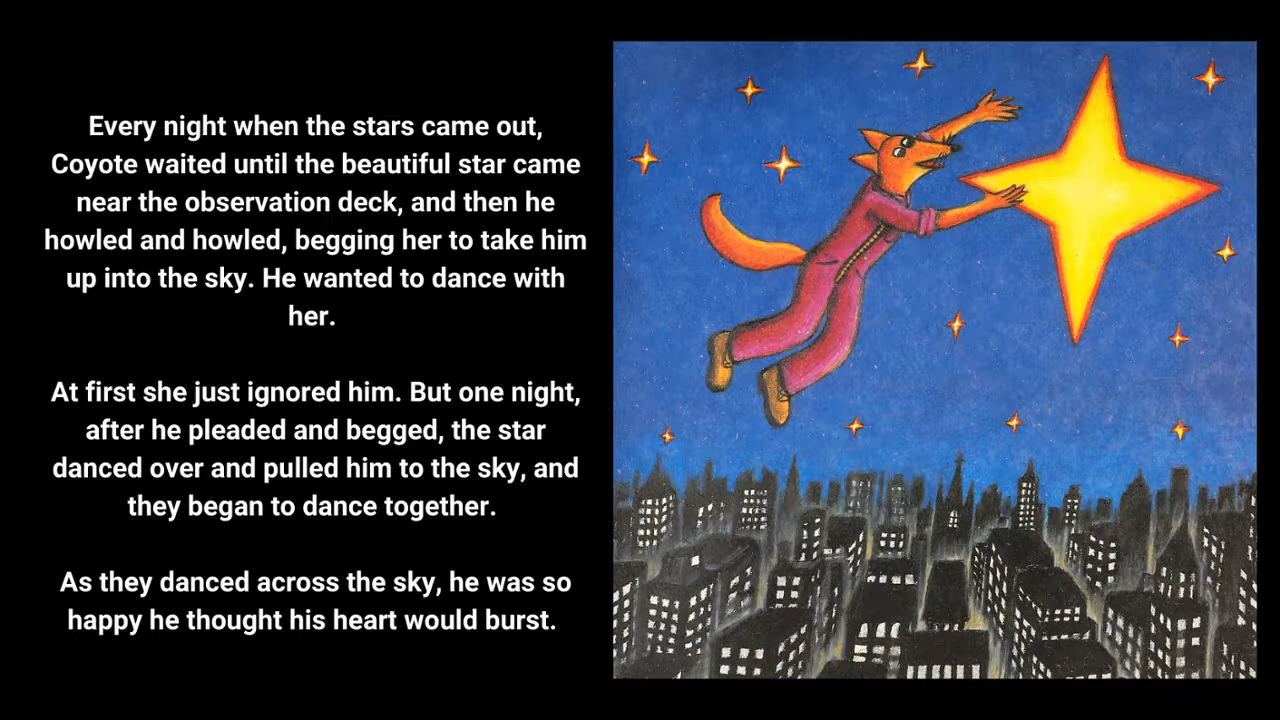 Every night when the stars came out,
Coyote waited until the beautiful star came
near the observation deck, and then he
howled and howled, begging her to take him
up into the sky. He wanted to dance with
her.
At first she just ignored him. But one night,
after he pleaded and begged, the star
danced over and pulled him to the sky, and
they began to dance together.
As they danced across the sky, he was so
happy he thought his heart would burst.